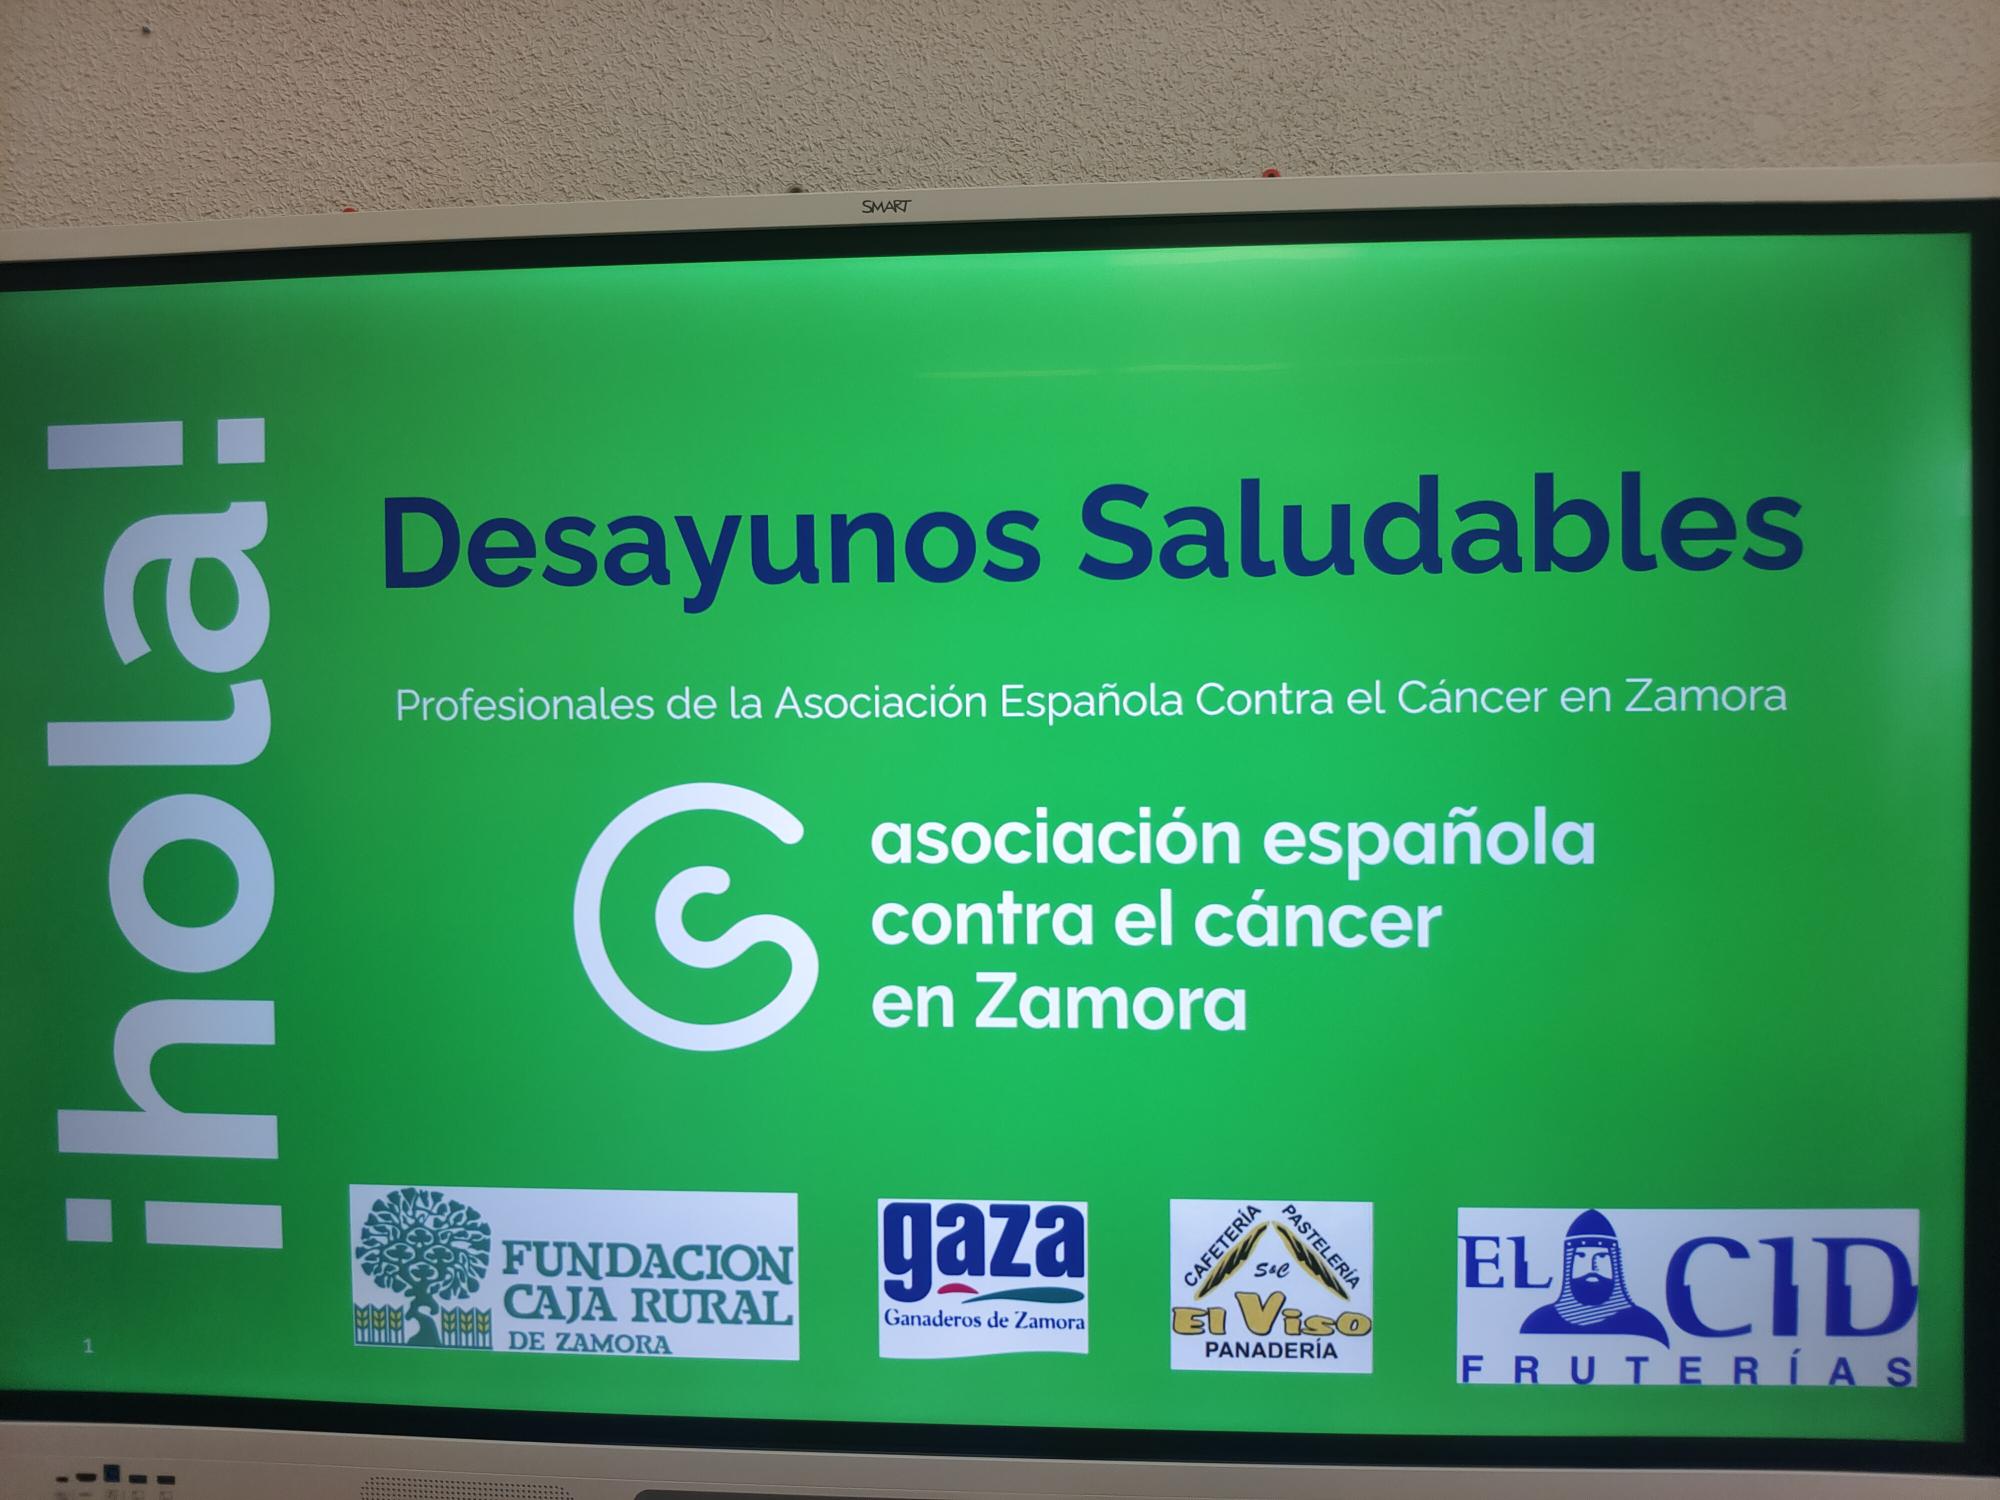 SMART
¡hola!
Desayunos Saludables
Profesionales de la Asociación Española Contra el Cáncer en Zamora
asociación española
contra el cáncer
en Zamora
FUNDACION
CAJA RURAL
DE ZAMORA
gaza
Ganaderos de Zamora
CAFETERÍA PASTELERÍA
S&C
El Viso
PANADERÍA
EL CID
FRUTERÍAS
1